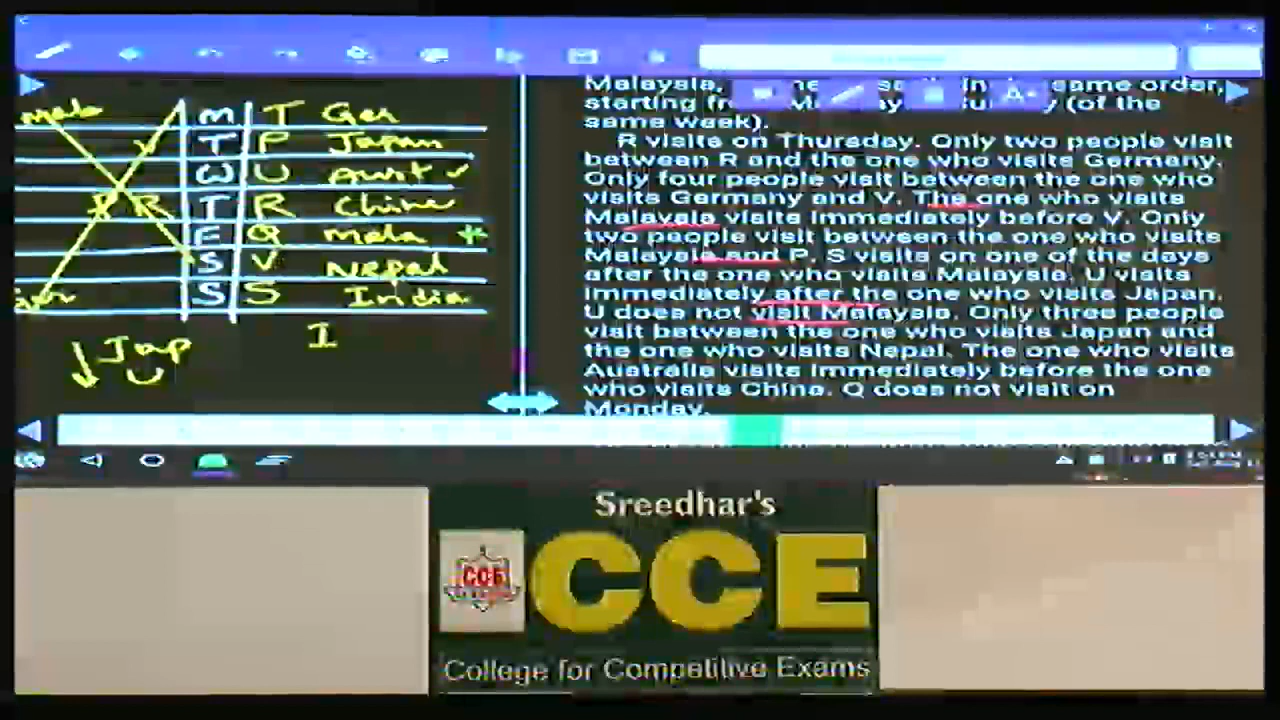 M T Ger
T P Japan
W U Aust ✓
T R China
F Q Mala *
S V Nepal
S S India
Mala
R
Jap
I
Malaysia,
same order,
starting
(of the
same week).
R visits on Thursday. Only two people visit
between R and the one who visits Germany.
Only four people visit between the one who
visits Germany and V. The one who visits
Malaysia visits immediately before V. Only
two people visit between the one who visits
Malaysia and P. S visits on one of the days
after the one who visits Malaysia. U visits
immediately after the one who visits Japan.
U does not visit Malaysia. Only three people
visit between the one who visits Japan and
the one who visits Nepal. The one who visits
Australia visits immediately before the one
who visits China. Q does not visit on
Monday.
Sreedhar's
CCE
CCE
College for Competitive Exams